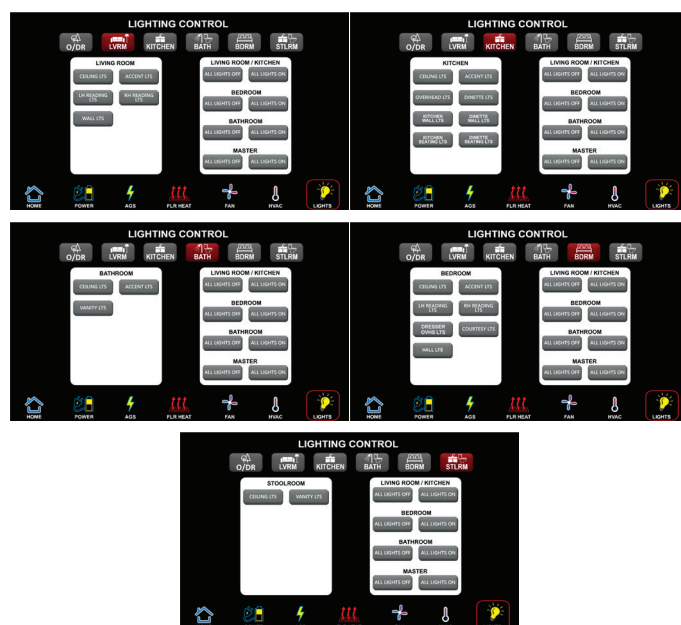 LIGHTING CONTROL
O/DR LVRM KITCHEN BATH BDRM STLRM
LIVING ROOM
CEILING LTS ACCENT LTS
LH READING LTS RH READING LTS
WALL LTS
LIVING ROOM / KITCHEN
ALL LIGHTS OFF ALL LIGHTS ON
BEDROOM
ALL LIGHTS OFF ALL LIGHTS ON
BATHROOM
ALL LIGHTS OFF ALL LIGHTS ON
MASTER
ALL LIGHTS OFF ALL LIGHTS ON
HOME POWER AGS FLR HEAT FAN HVAC LIGHTS
LIGHTING CONTROL
O/DR LVRM KITCHEN BATH BDRM STLRM
KITCHEN
CEILING LTS ACCENT LTS
OVERHEAD LTS DINETTE LTS
KITCHEN WALL LTS DINETTE WALL LTS
KITCHEN SEATING LTS DINETTE SEATING LTS
LIVING ROOM / KITCHEN
ALL LIGHTS OFF ALL LIGHTS ON
BEDROOM
ALL LIGHTS OFF ALL LIGHTS ON
BATHROOM
ALL LIGHTS OFF ALL LIGHTS ON
MASTER
ALL LIGHTS OFF ALL LIGHTS ON
HOME POWER AGS FLR HEAT FAN HVAC LIGHTS
LIGHTING CONTROL
O/DR LVRM KITCHEN BATH BDRM STLRM
BATHROOM
CEILING LTS ACCENT LTS
VANITY LTS
LIVING ROOM / KITCHEN
ALL LIGHTS OFF ALL LIGHTS ON
BEDROOM
ALL LIGHTS OFF ALL LIGHTS ON
BATHROOM
ALL LIGHTS OFF ALL LIGHTS ON
MASTER
ALL LIGHTS OFF ALL LIGHTS ON
HOME POWER AGS FLR HEAT FAN HVAC LIGHTS
LIGHTING CONTROL
O/DR LVRM KITCHEN BATH BDRM STLRM
BEDROOM
CEILING LTS ACCENT LTS
LH READING LTS RH READING LTS
DRESSER OVHS LTS COURTESY LTS
HALL LTS
LIVING ROOM / KITCHEN
ALL LIGHTS OFF ALL LIGHTS ON
BEDROOM
ALL LIGHTS OFF ALL LIGHTS ON
BATHROOM
ALL LIGHTS OFF ALL LIGHTS ON
MASTER
ALL LIGHTS OFF ALL LIGHTS ON
HOME POWER AGS FLR HEAT FAN HVAC LIGHTS
LIGHTING CONTROL
O/DR LVRM KITCHEN BATH BDRM STLRM
STOOLROOM
CEILING LTS VANITY LTS
LIVING ROOM / KITCHEN
ALL LIGHTS OFF ALL LIGHTS ON
BEDROOM
ALL LIGHTS OFF ALL LIGHTS ON
BATHROOM
ALL LIGHTS OFF ALL LIGHTS ON
MASTER
ALL LIGHTS OFF ALL LIGHTS ON